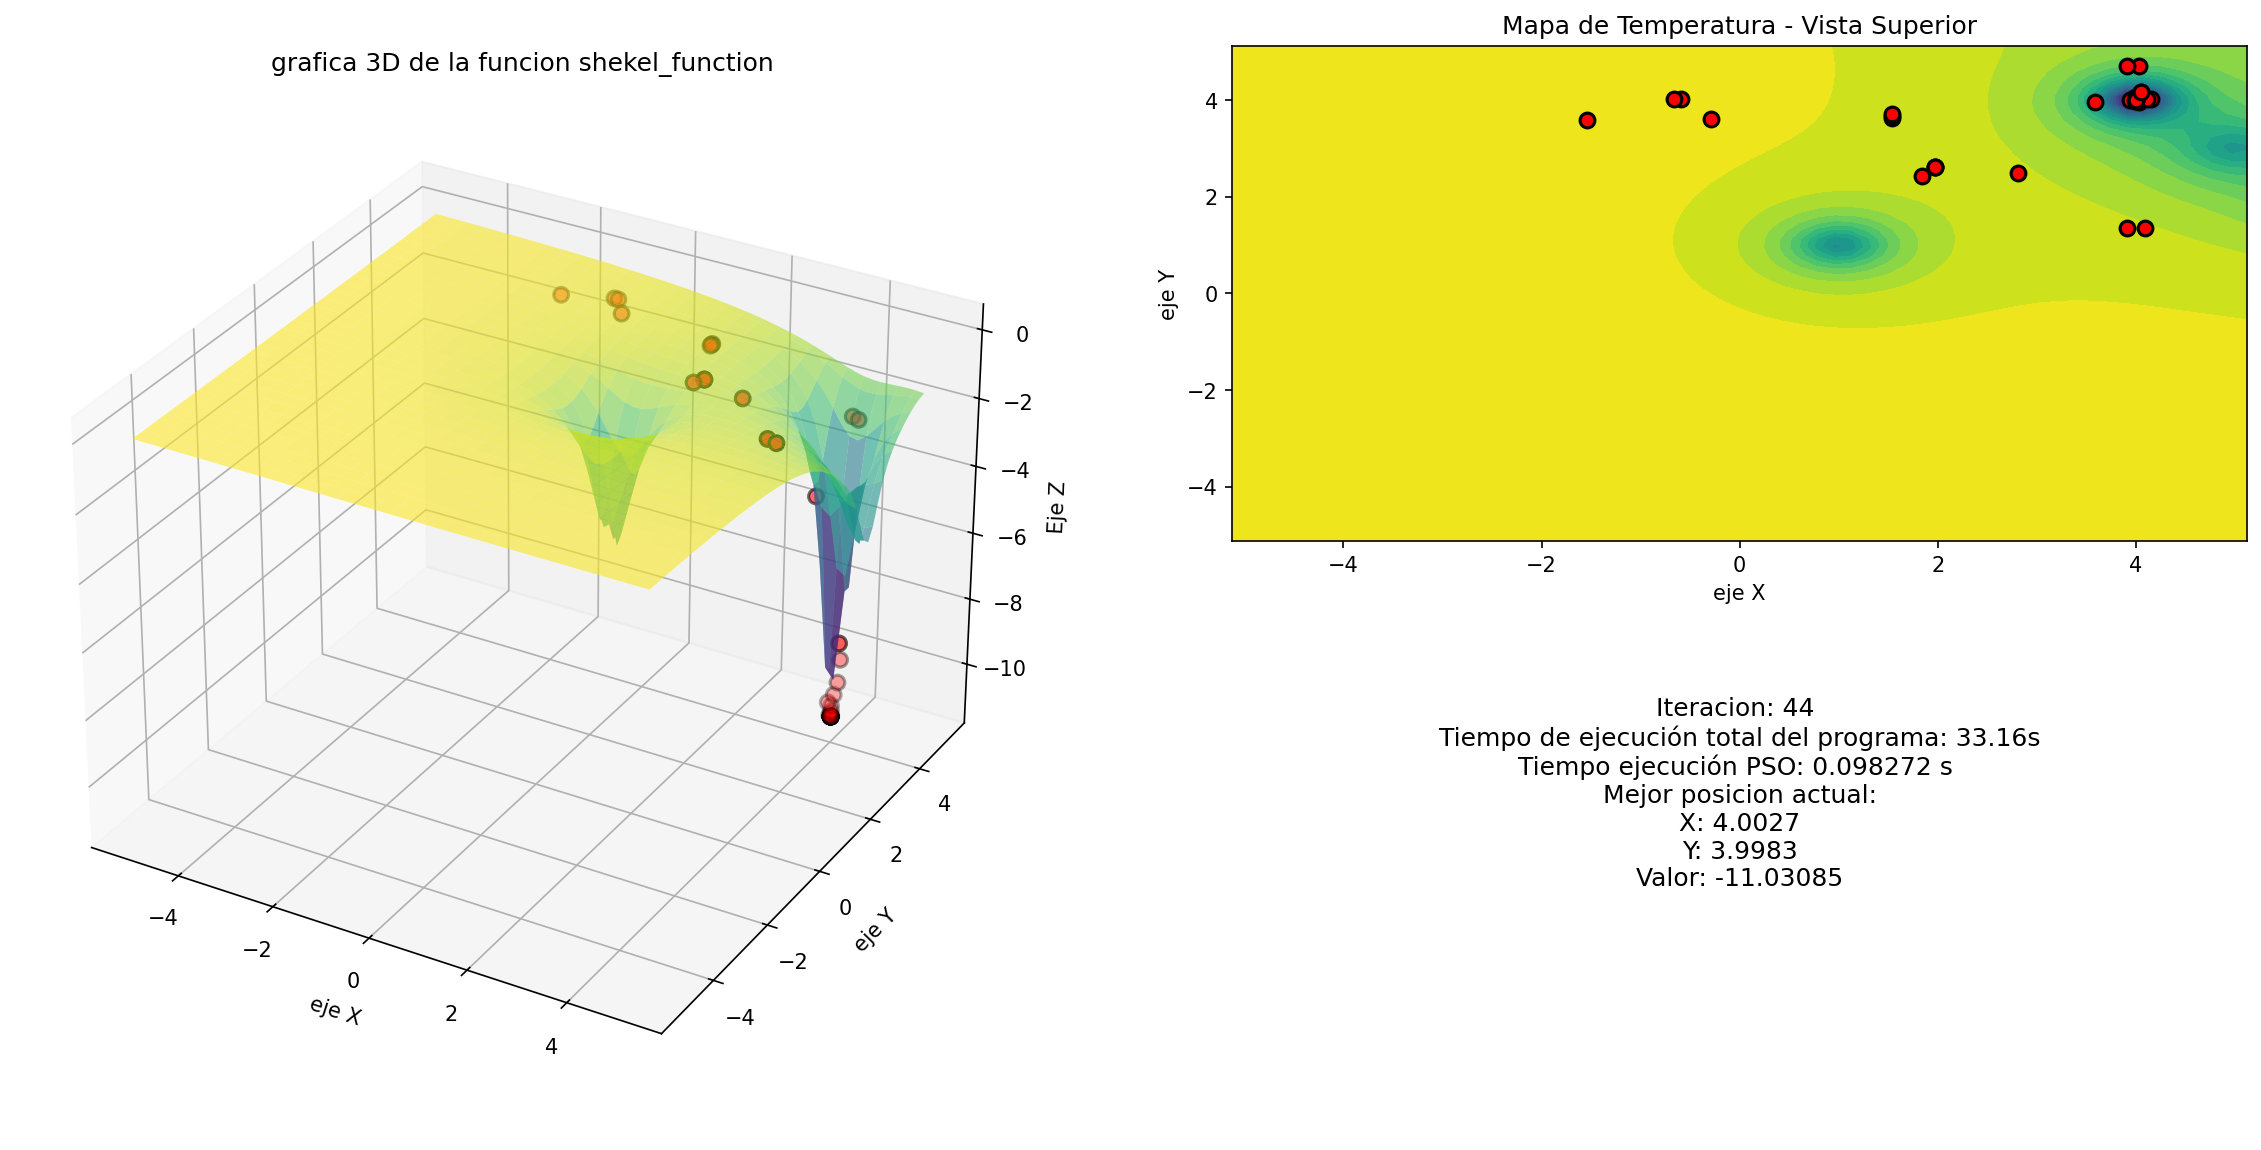 grafica 3D de la funcion shekel_function
0
−2
−4
−6
−8
−10
Eje Z
−4
−2
0
2
4
eje X
4
2
0
−2
−4
eje Y
Mapa de Temperatura - Vista Superior
4
2
0
−2
−4
eje Y
−4
−2
0
2
4
eje X
Iteracion: 44
Tiempo de ejecución total del programa: 33.16s
Tiempo ejecución PSO: 0.098272 s
Mejor posicion actual:
X: 4.0027
Y: 3.9983
Valor: -11.03085